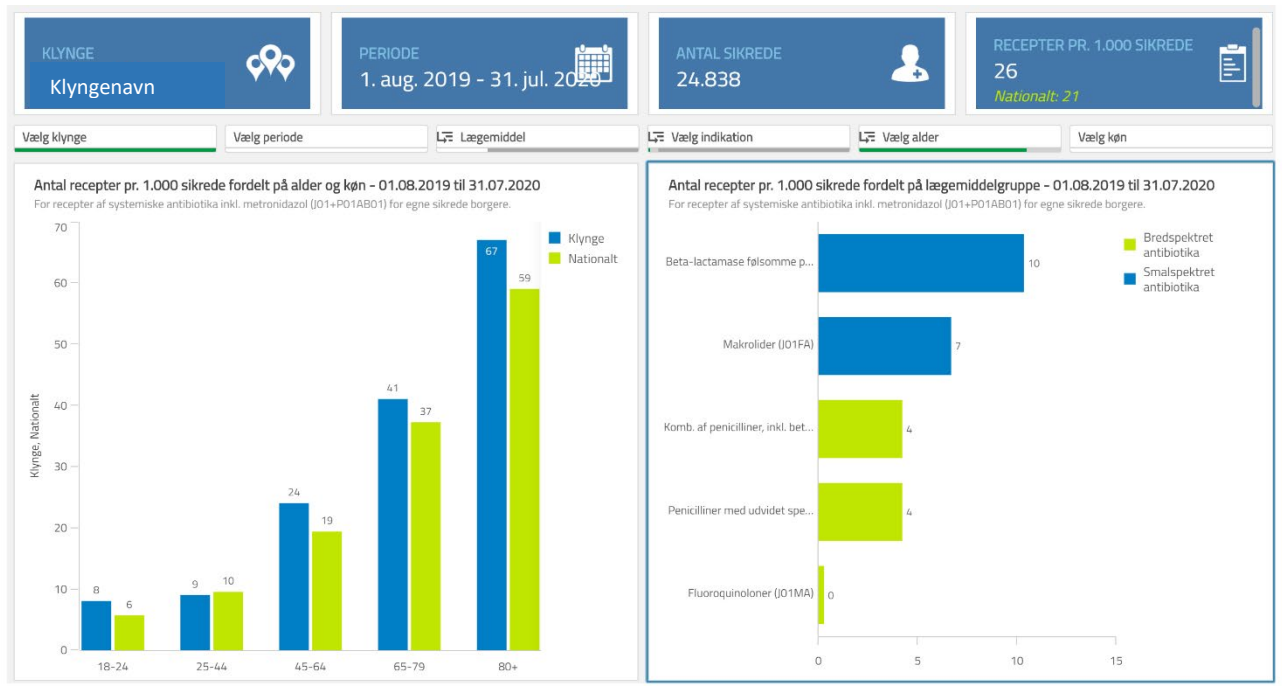 KLYNGE
Klyngenavn
PERIODE
1. aug. 2019 - 31. jul. 2020
ANTAL SIKREDE
24.838
RECEPTER PR. 1.000 SIKREDE
26
Nationalt: 21
Vælg klynge
Vælg periode
Lægemiddel
Vælg indikation
Vælg alder
Vælg køn
Antal recepter pr. 1.000 sikrede fordelt på alder og køn - 01.08.2019 til 31.07.2020
For recepter af systemiske antibiotika inkl. metronidazol (J01+P01AB01) for egne sikrede borgere.
Klynge, Nationalt
70
60
50
40
30
20
10
0
8
6
9
10
24
19
41
37
67
59
18-24
25-44
45-64
65-79
80+
Klynge
Nationalt
Antal recepter pr. 1.000 sikrede fordelt på lægemiddelgruppe - 01.08.2019 til 31.07.2020
For recepter af systemiske antibiotika inkl. metronidazol (J01+P01AB01) for egne sikrede borgere.
Beta-lactamase følsomme p...
10
Makrolider (J01FA)
7
Komb. af penicilliner, inkl. bet...
4
Penicilliner med udvidet spe...
4
Fluoroquinoloner (J01MA)
0
0
5
10
15
Bredspektret
antibiotika
Smalspektret
antibiotika